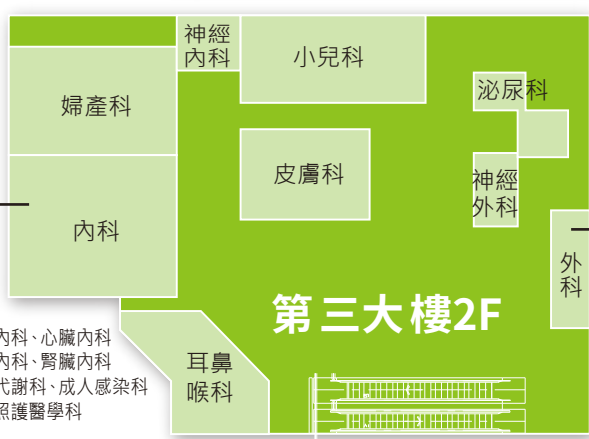 神經
內科
小兒科
婦產科
泌尿科
皮膚科
神經
外科
內科
外
科
第三大樓2F
內科、心臟內科
內科、腎臟內科
代謝科、成人感染科
照護醫學科
耳鼻
喉科